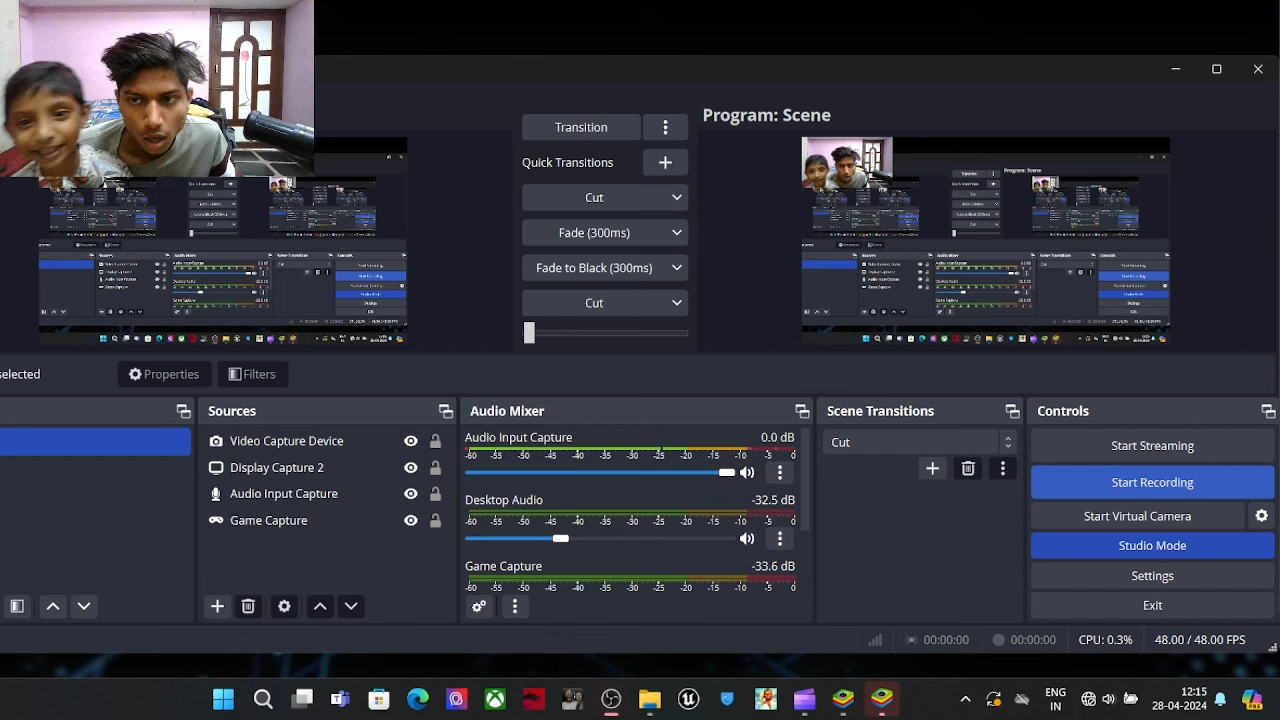 Program: Scene
Transition
Quick Transitions
Cut
Fade (300ms)
Fade to Black (300ms)
Cut
selected
Properties
Filters
Sources
Video Capture Device
Display Capture 2
Audio Input Capture
Game Capture
Audio Mixer
Audio Input Capture 0.0 dB
-60 -55 -50 -45 -40 -35 -30 -25 -20 -15 -10 -5 0
Desktop Audio -32.5 dB
-60 -55 -50 -45 -40 -35 -30 -25 -20 -15 -10 -5 0
Game Capture -33.6 dB
-60 -55 -50 -45 -40 -35 -30 -25 -20 -15 -10 -5 0
Scene Transitions
Cut
Controls
Start Streaming
Start Recording
Start Virtual Camera
Studio Mode
Settings
Exit
00:00:00 00:00:00 CPU: 0.3% 48.00 / 48.00 FPS
ENG
IN
12:15
28-04-2024
PRE